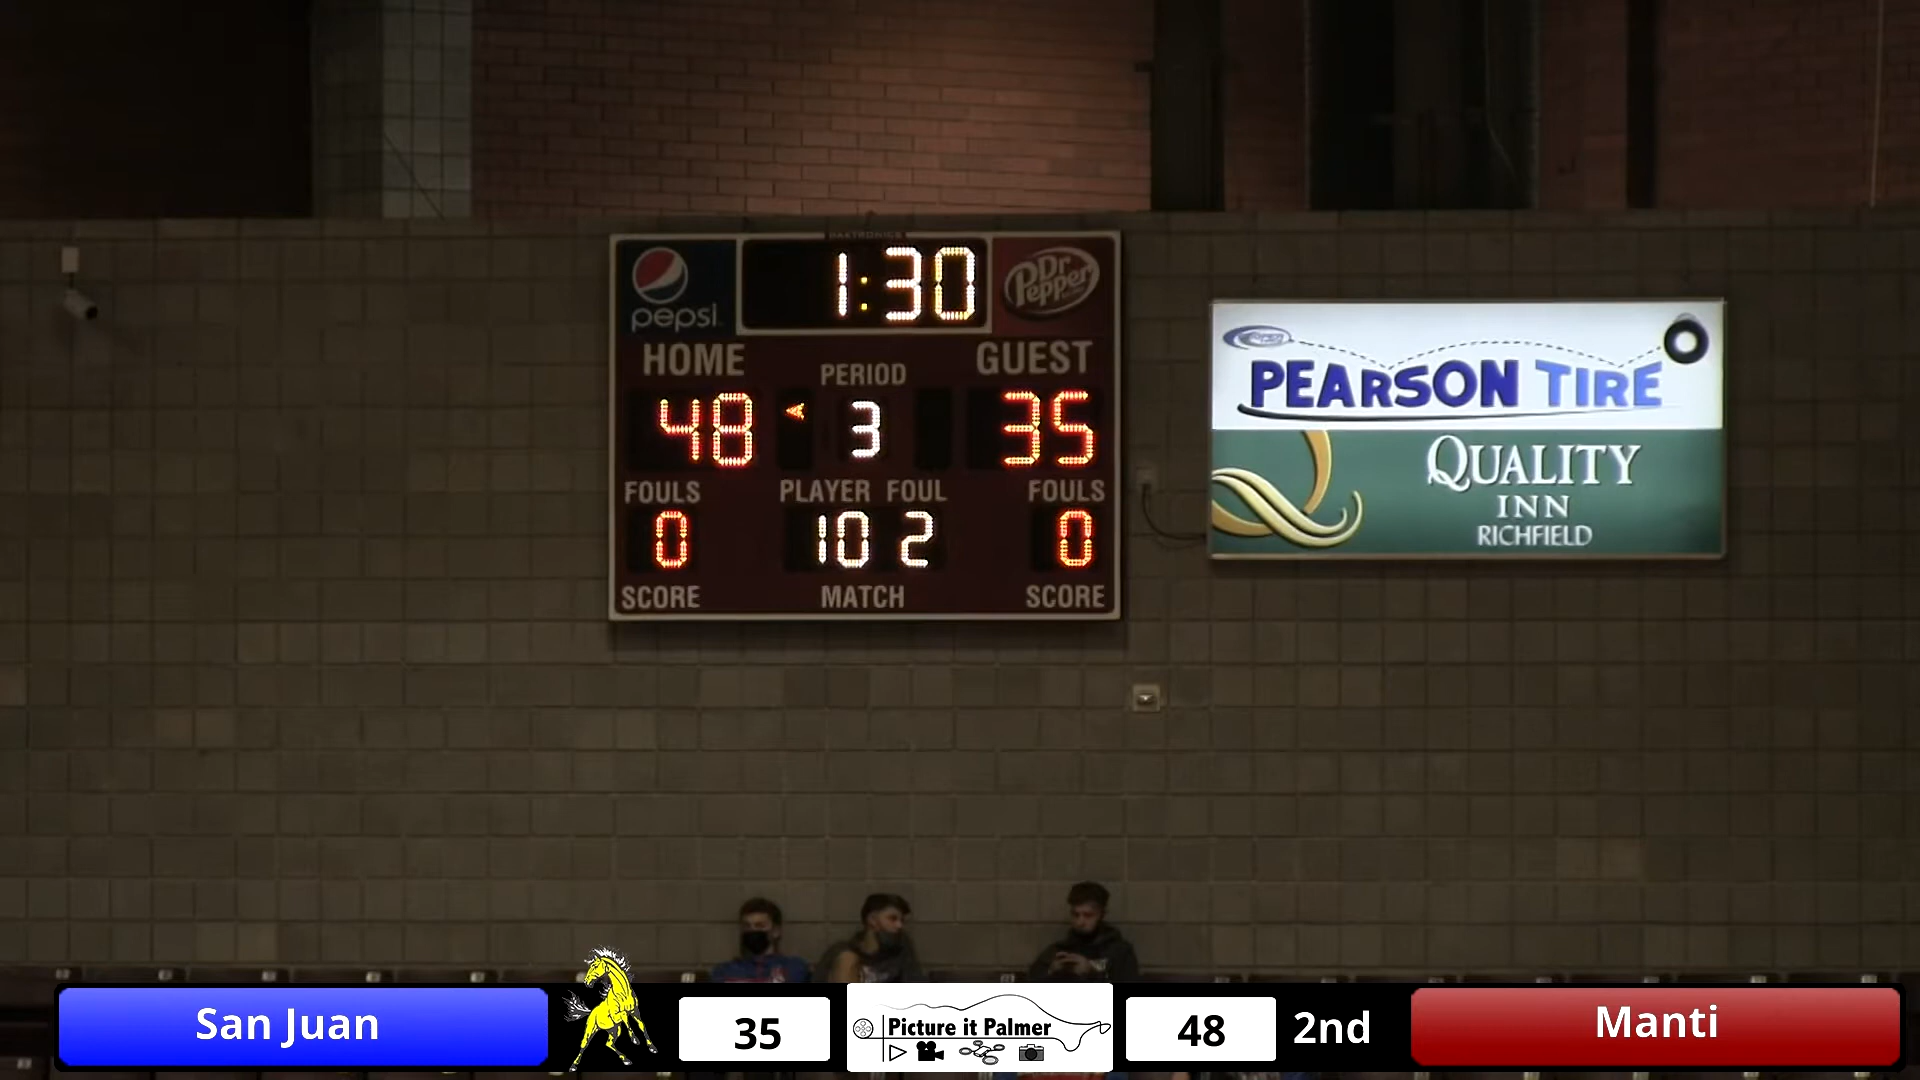 DAKTRONICS
pepsi
1:30
Dr Pepper
HOME
PERIOD
GUEST
48
3
35
FOULS
PLAYER FOUL
FOULS
0
10 2
0
SCORE
MATCH
SCORE
PEARSON TIRE
QUALITY
INN
RICHFIELD
San Juan
35
Picture it Palmer
48
2nd
Manti